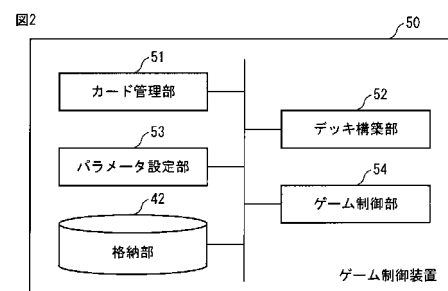 図2
50
51
カード管理部
52
デッキ構築部
53
パラメータ設定部
54
ゲーム制御部
42
格納部
ゲーム制御装置